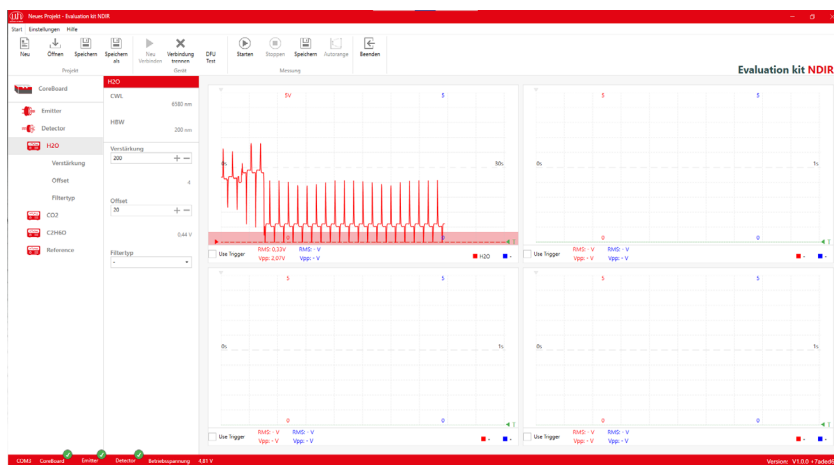 Neues Projekt - Evaluation kit NDIR
Start Einstellungen Hilfe
Neu Öffnen Speichern Speichern als Neu Verbinden Verbindung trennen DFU Test Starten Stoppen Speichern Autorange Beenden
Projekt Gerät Messung
Evaluation kit NDIR
CoreBoard
Emitter
Detector
H2O
Verstärkung
Offset
Filtertyp
CO2
C2H6O
Reference
H2O
CWL
6580 nm
HBW
200 nm
Verstärkung
200
4
Offset
20
0,44 V
Filtertyp
-
5V 5
0s 30s
0 0
Use Trigger RMS: 0.33V RMS: - V
Vpp: 2.07V Vpp: - V
H2O -
5 5
0s 1s
0 0
Use Trigger RMS: - V RMS: - V
Vpp: - V Vpp: - V
- -
5 5
0s 1s
0 0
Use Trigger RMS: - V RMS: - V
Vpp: - V Vpp: - V
- -
5 5
0s 1s
0 0
Use Trigger RMS: - V RMS: - V
Vpp: - V Vpp: - V
- -
COM3 CoreBoard Emitter Detector Betriebsspannung 4,81 V
Version: V1.0.0